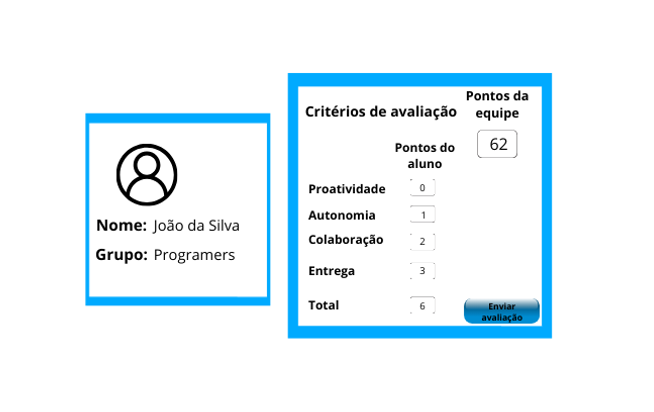 Nome: João da Silva
Grupo: Programers
Critérios de avaliação
Pontos da
equipe
62
Pontos do
aluno
Proatividade 0
Autonomia 1
Colaboração 2
Entrega 3
Total 6
Enviar
avaliação